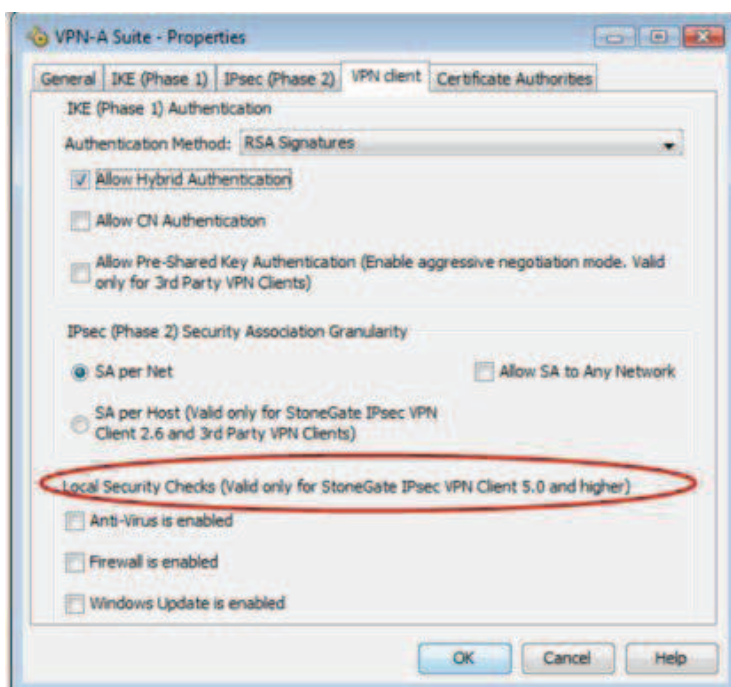 VPN-A Suite - Properties
General IKE (Phase 1) IPsec (Phase 2) VPN client Certificate Authorities
IKE (Phase 1) Authentication
Authentication Method: RSA Signatures
Allow Hybrid Authentication
Allow CN Authentication
Allow Pre-Shared Key Authentication (Enable aggressive negotiation mode. Valid
only for 3rd Party VPN Clients)
IPsec (Phase 2) Security Association Granularity
SA per Net Allow SA to Any Network
SA per Host (Valid only for StoneGate IPsec VPN
Client 2.6 and 3rd Party VPN Clients)
Local Security Checks (Valid only for StoneGate IPsec VPN Client 5.0 and higher)
Anti-Virus is enabled
Firewall is enabled
Windows Update is enabled
OK Cancel Help